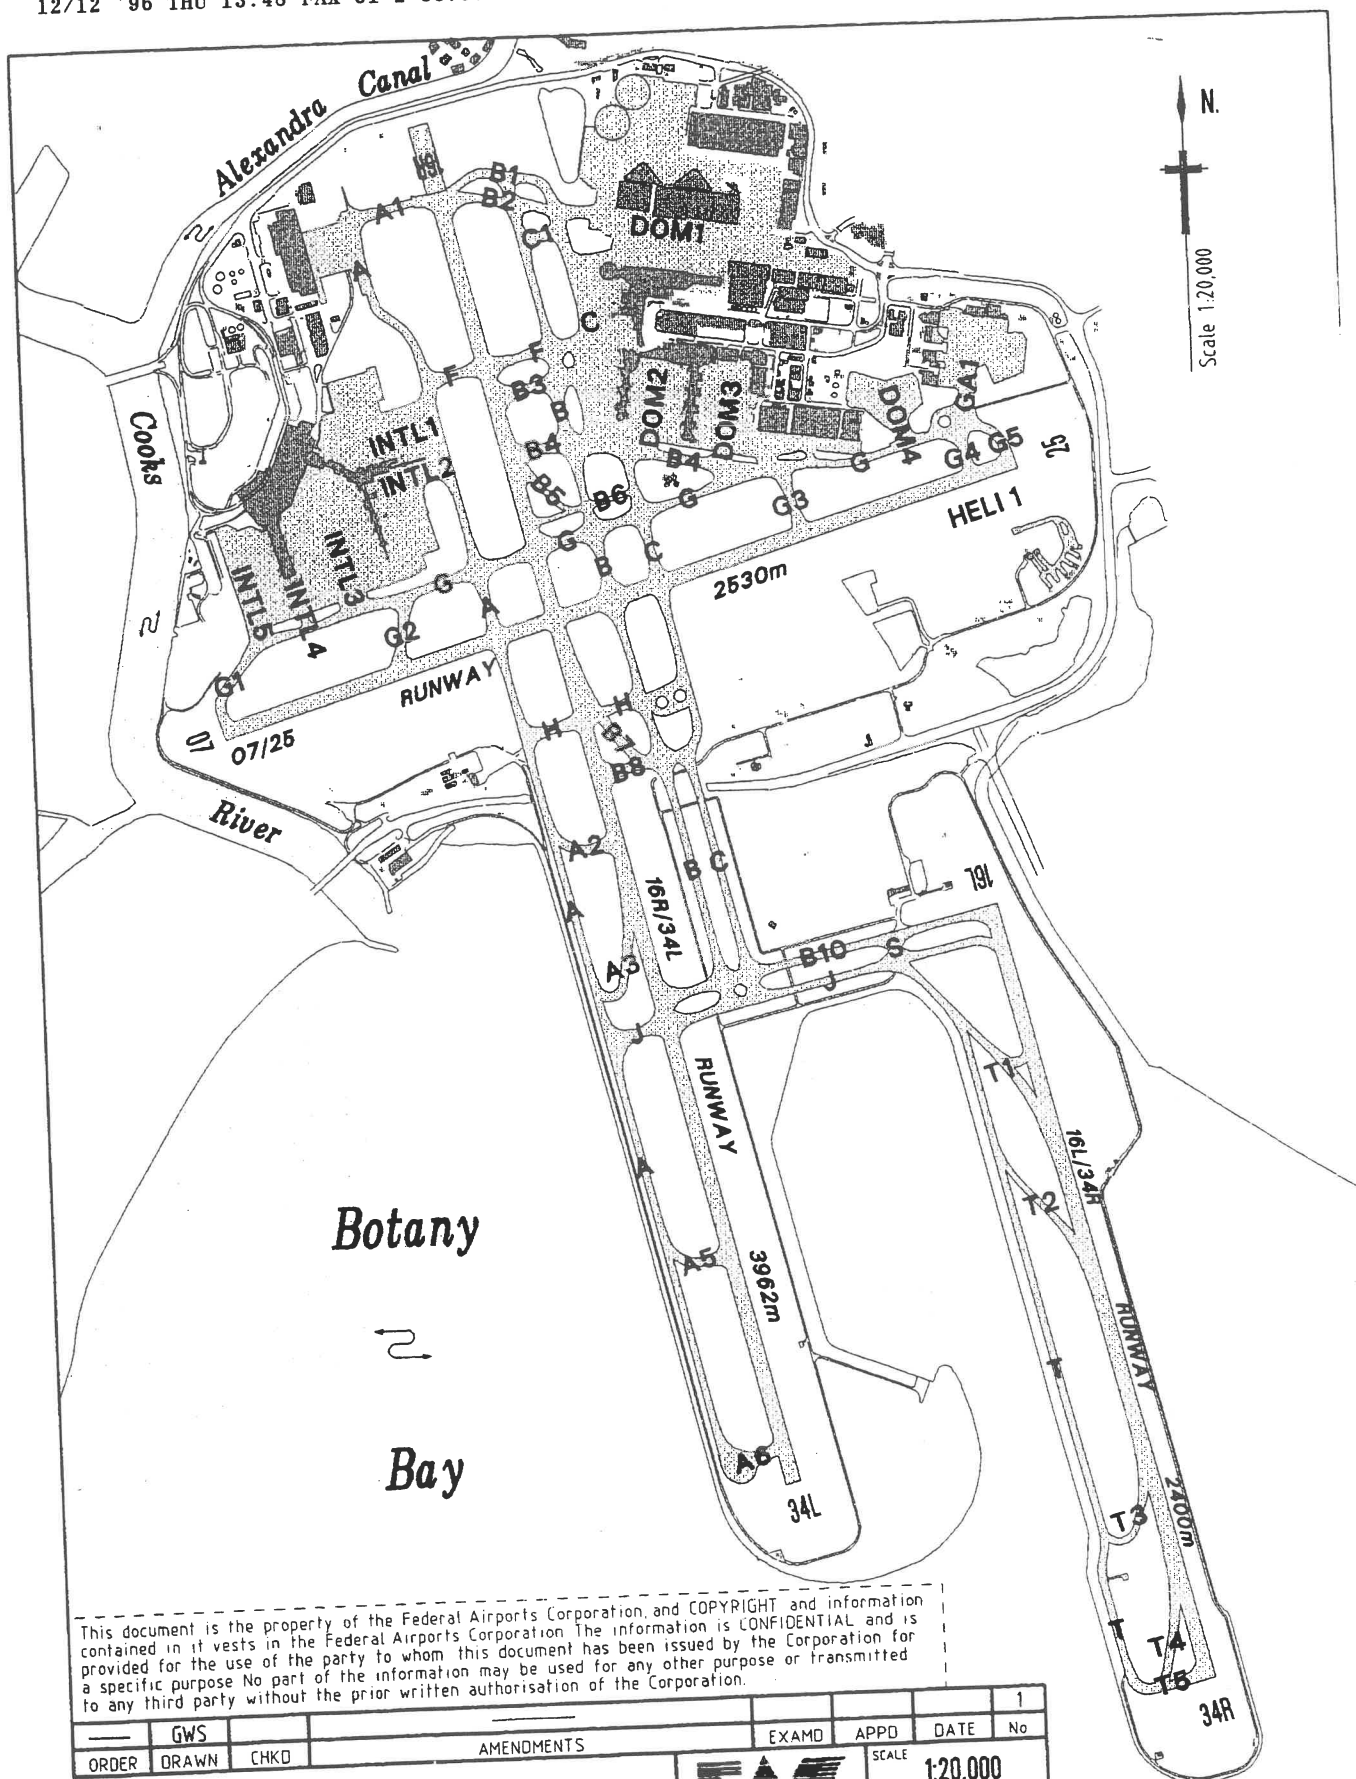 12/12 '96 THU 13:48 FAX 61 2
Alexandra Canal
N.
Scale 1:20,000
16R
B1
B2
A1
C1
DOM1
A
C
F
F
B3
B
DOM2
DOM3
DOM4
GA1
INTL1
INTL2
INTL3
INTL4
INTL5
B4
B4
B5
B6
G
G
G3
G4
G5
25
HELI 1
Cooks
G
G
B
C
A
2530m
G2
G1
RUNWAY
07
07/25
H
H
B7
B8
River
A2
A
16R/34L
B
C
16L
A3
B10
S
J
J
RUNWAY
T1
16L/34R
A
T2
Botany
A5
3962m
RUNWAY
T
Bay
A6
34L
T3
2400m
T
T4
T5
34R
This document is the property of the Federal Airports Corporation, and COPYRIGHT and information
contained in it vests in the Federal Airports Corporation The information is CONFIDENTIAL and is
provided for the use of the party to whom this document has been issued by the Corporation for
a specific purpose No part of the information may be used for any other purpose or transmitted
to any third party without the prior written authorisation of the Corporation.
1
GWS
EXAMD APPD DATE No
ORDER DRAWN CHKD AMENDMENTS
SCALE
1:20,000